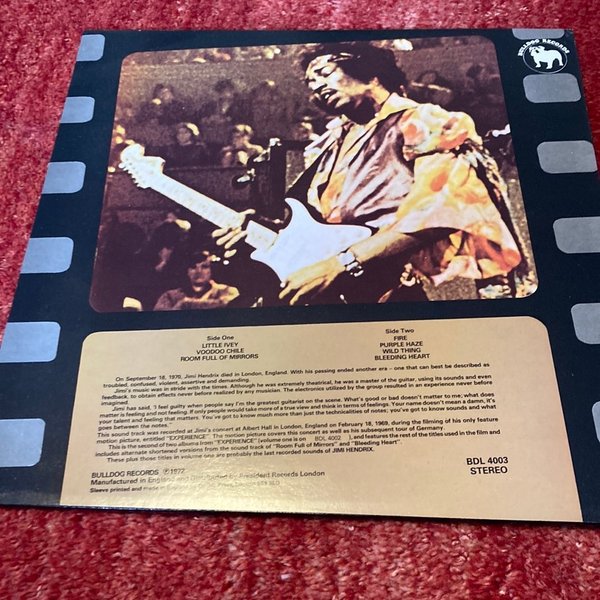 BULLDOG RECORDS
Side One
LITTLE IVEY
VOODOO CHILE
ROOM FULL OF MIRRORS
Side Two
FIRE
PURPLE HAZE
WILD THING
BLEEDING HEART
On September 18, 1970, Jimi Hendrix died in London, England. With his passing ended another era – one that can best be described as
troubled, confused, violent, assertive and demanding.
Jimi's music was in stride with the times. Although he was extremely theatrical, he was a master of the guitar, using its sounds and even
feedback, to obtain effects never before realized by any musician. The electronics utilized by the group resulted in an experience never before
imagined.
Jimi has said, 'I feel guilty when people say I'm the greatest guitarist on the scene. What's good or bad doesn't matter to me; what does
matter is feeling and not feeling. If only people would take more of a true view and think in terms of feelings. Your name doesn't mean a damn, it's
your talent and feeling that matters. You've got to know much more than just the technicalities of notes; you've got to know sounds and what
goes between the notes.'
This sound track was recorded at Jimi's concert at Albert Hall in London, England on February 18, 1969, during the filming of his only feature
motion picture, entitled "EXPERIENCE". The motion picture covers this concert as well as his subsequent tour of Germany.
This is the second of two albums from "EXPERIENCE" (volume one is on BDL 4002 ), and features the rest of the titles used in the film and
includes alternate shortened versions from the sound track of "Room Full of Mirrors" and "Bleeding Heart".
These plus those titles in volume one are probably the last recorded sounds of JIMI HENDRIX.
BULLDOG RECORDS ℗1972
Manufactured in England and Distributed by President Records London
Sleeve printed and made in England
BDL 4003
STEREO